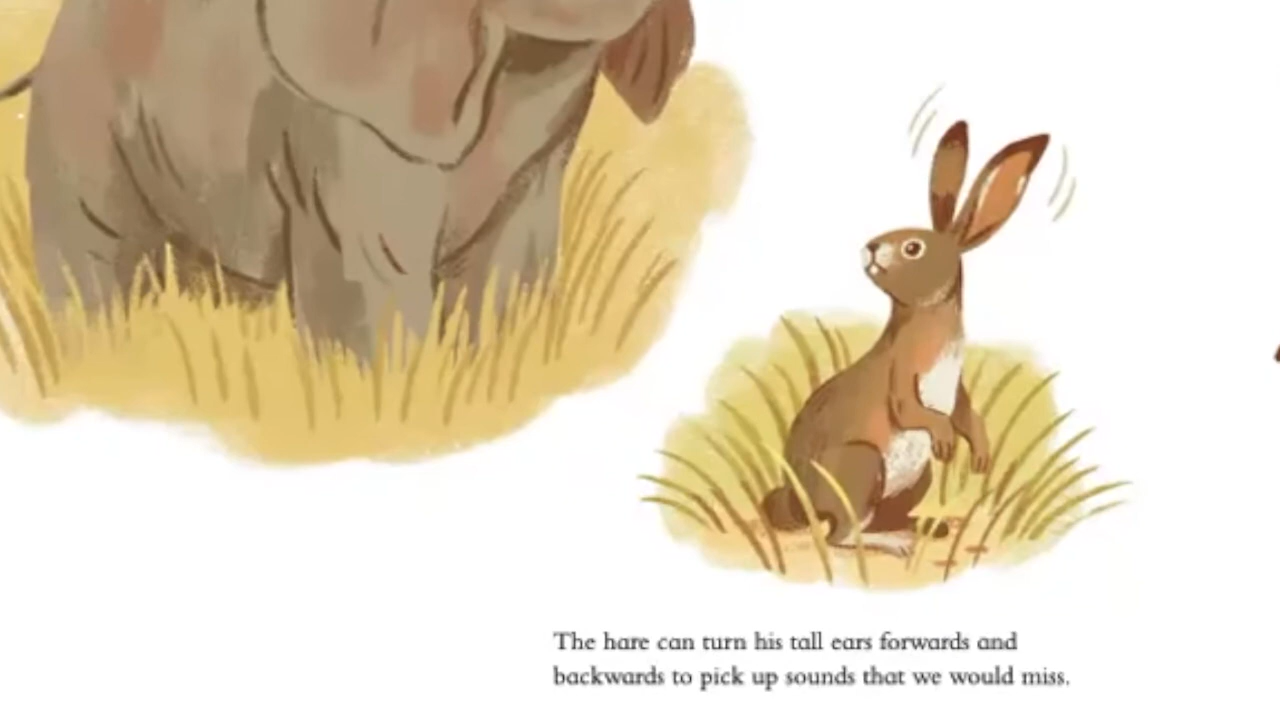 The hare can turn his tall ears forwards and
backwards to pick up sounds that we would miss.